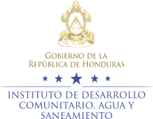 GOBIERNO DE LA
REPÚBLICA DE HONDURAS
INSTITUTO DE DESARROLLO
COMUNITARIO, AGUA Y
SANEAMIENTO